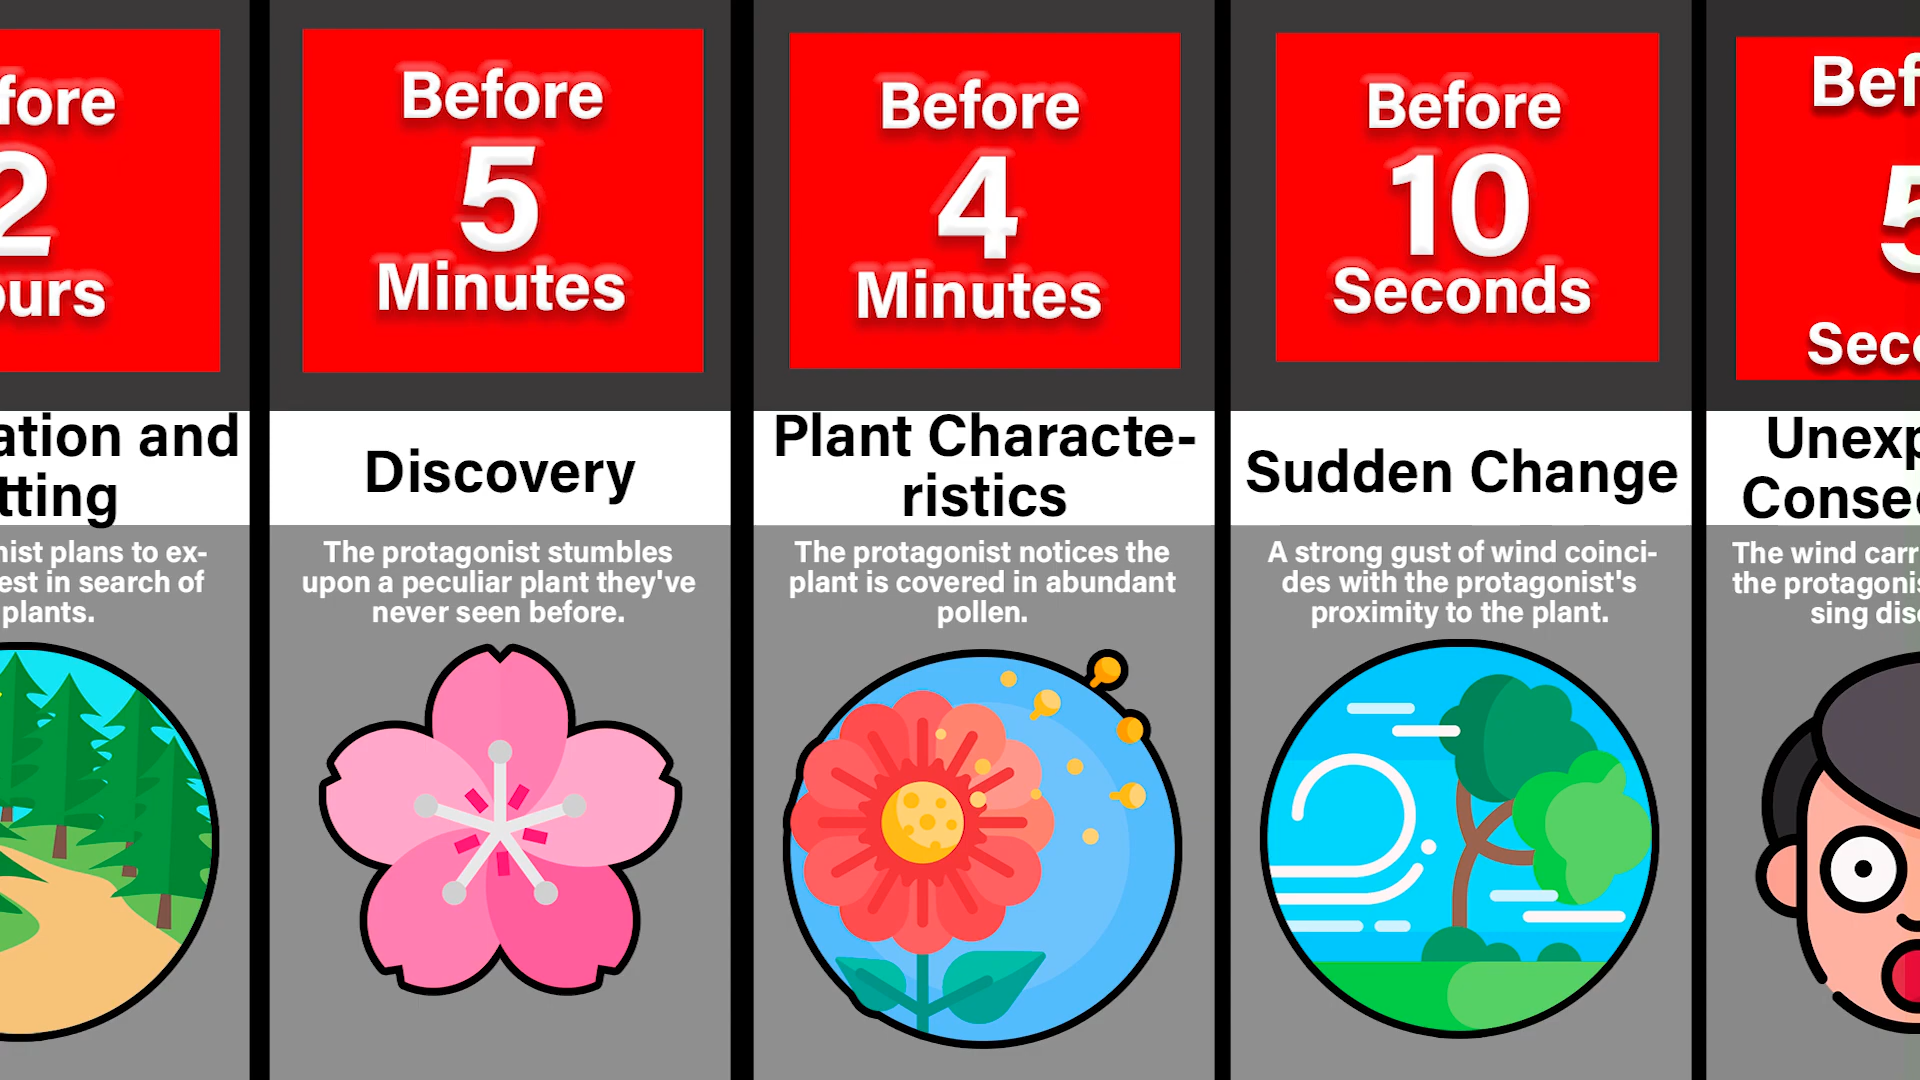 fore
2
ours
ation and
tting
nist plans to ex-
est in search of
plants.
Before
5
Minutes
Discovery
The protagonist stumbles
upon a peculiar plant they've
never seen before.
Before
4
Minutes
Plant Characte-
ristics
The protagonist notices the
plant is covered in abundant
pollen.
Before
10
Seconds
Sudden Change
A strong gust of wind coinci-
des with the protagonist's
proximity to the plant.
Bef
5
Sec
Unexp
Conse
The wind carr
the protagonis
sing dis